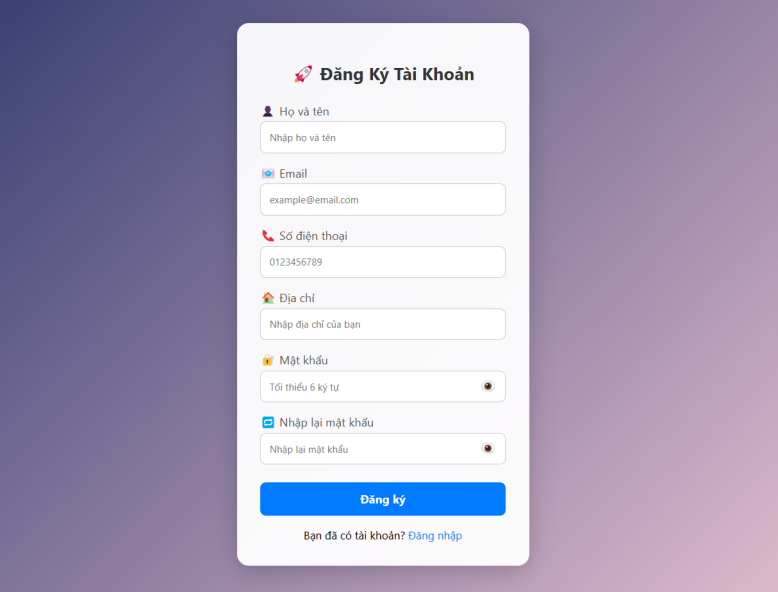 🚀 Đăng Ký Tài Khoản
👤 Họ và tên
Nhập họ và tên
📧 Email
example@email.com
📞 Số điện thoại
0123456789
🏠 Địa chỉ
Nhập địa chỉ của bạn
🔒 Mật khẩu
Tối thiểu 6 ký tự
🔁 Nhập lại mật khẩu
Nhập lại mật khẩu
Đăng ký
Bạn đã có tài khoản? Đăng nhập